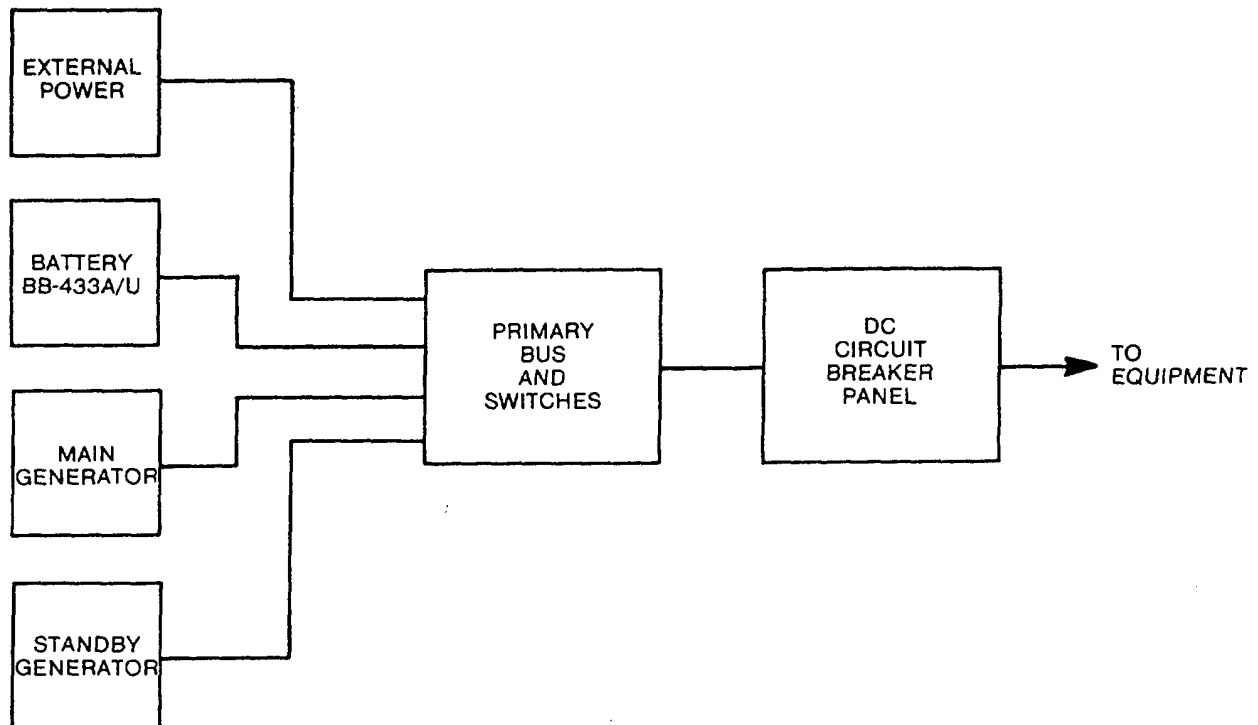 EXTERNAL
POWER
BATTERY
BB-433A/U
MAIN
GENERATOR
STANDBY
GENERATOR
PRIMARY
BUS
AND
SWITCHES
DC
CIRCUIT
BREAKER
PANEL
TO
EQUIPMENT